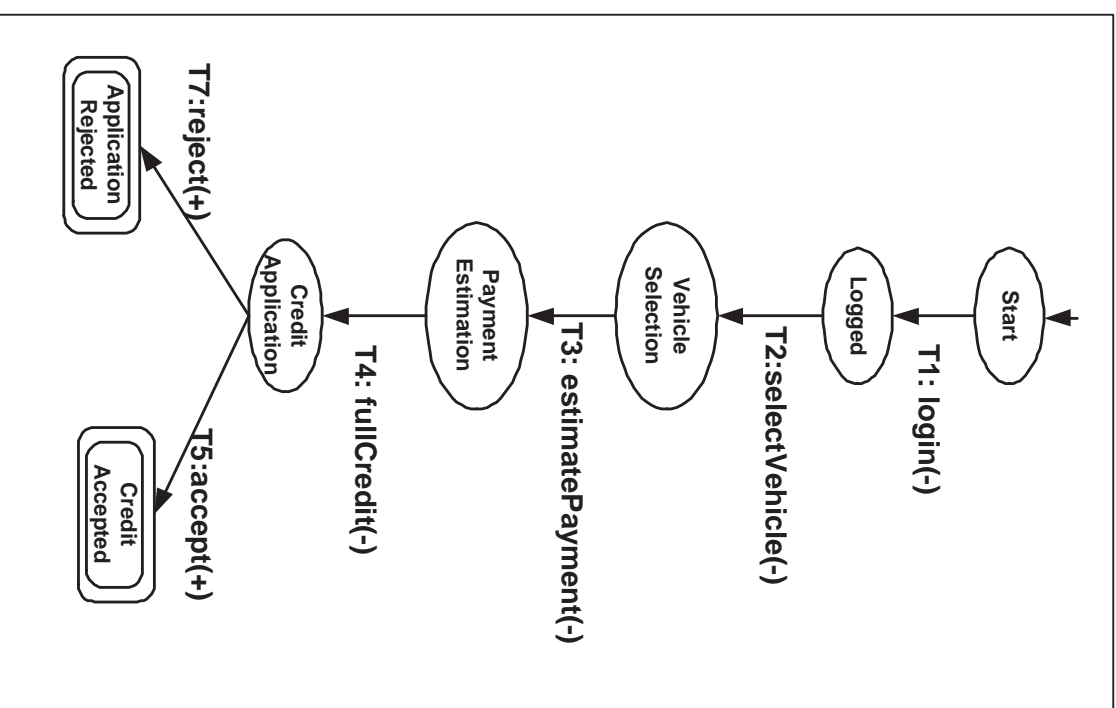 Start
T1: login(-)
Logged
T2:selectVehicle(-)
Vehicle
Selection
T3: estimatePayment(-)
Payment
Estimation
T4: fullCredit(-)
Credit
Application
T7:reject(+)
T5:accept(+)
Application
Rejected
Credit
Accepted